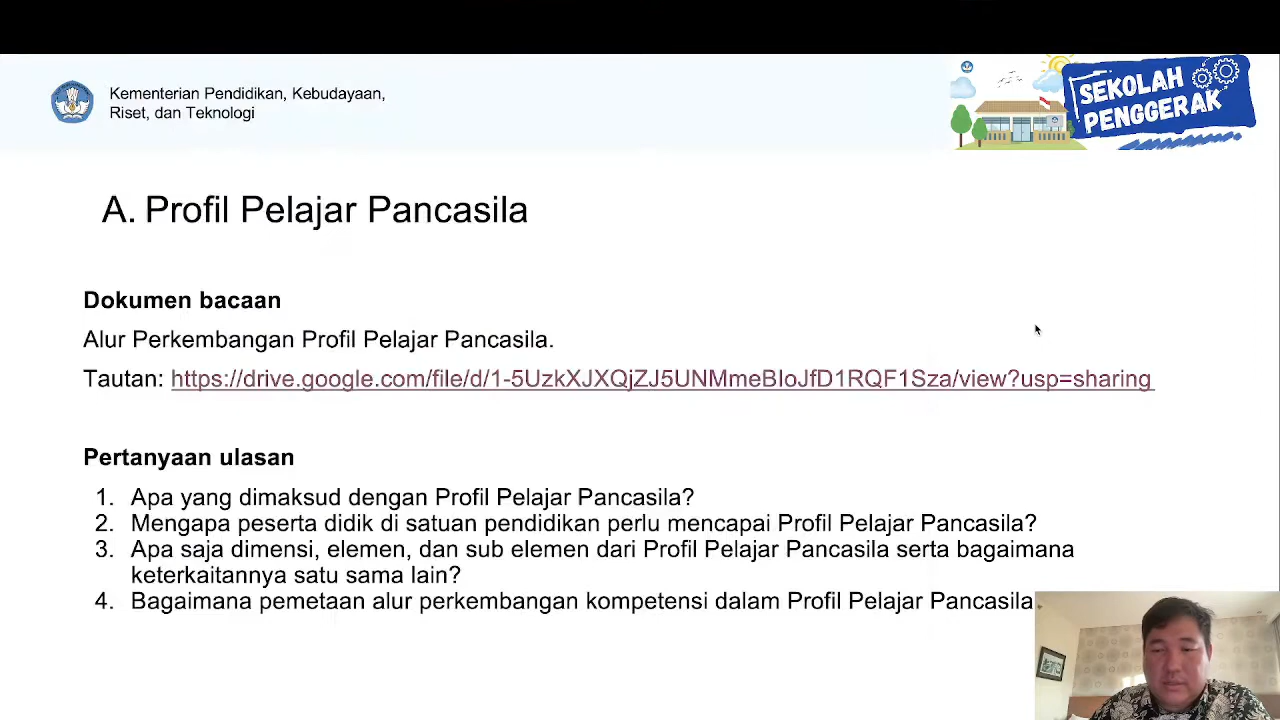 Kementerian Pendidikan, Kebudayaan,
Riset, dan Teknologi
SEKOLAH
PENGGERAK
A. Profil Pelajar Pancasila
Dokumen bacaan
Alur Perkembangan Profil Pelajar Pancasila.
Tautan: https://drive.google.com/file/d/1-5UzkXJXQjZJ5UNMmeBIoJfD1RQF1Sza/view?usp=sharing
Pertanyaan ulasan
1. Apa yang dimaksud dengan Profil Pelajar Pancasila?
2. Mengapa peserta didik di satuan pendidikan perlu mencapai Profil Pelajar Pancasila?
3. Apa saja dimensi, elemen, dan sub elemen dari Profil Pelajar Pancasila serta bagaimana
keterkaitannya satu sama lain?
4. Bagaimana pemetaan alur perkembangan kompetensi dalam Profil Pelajar Pancasila